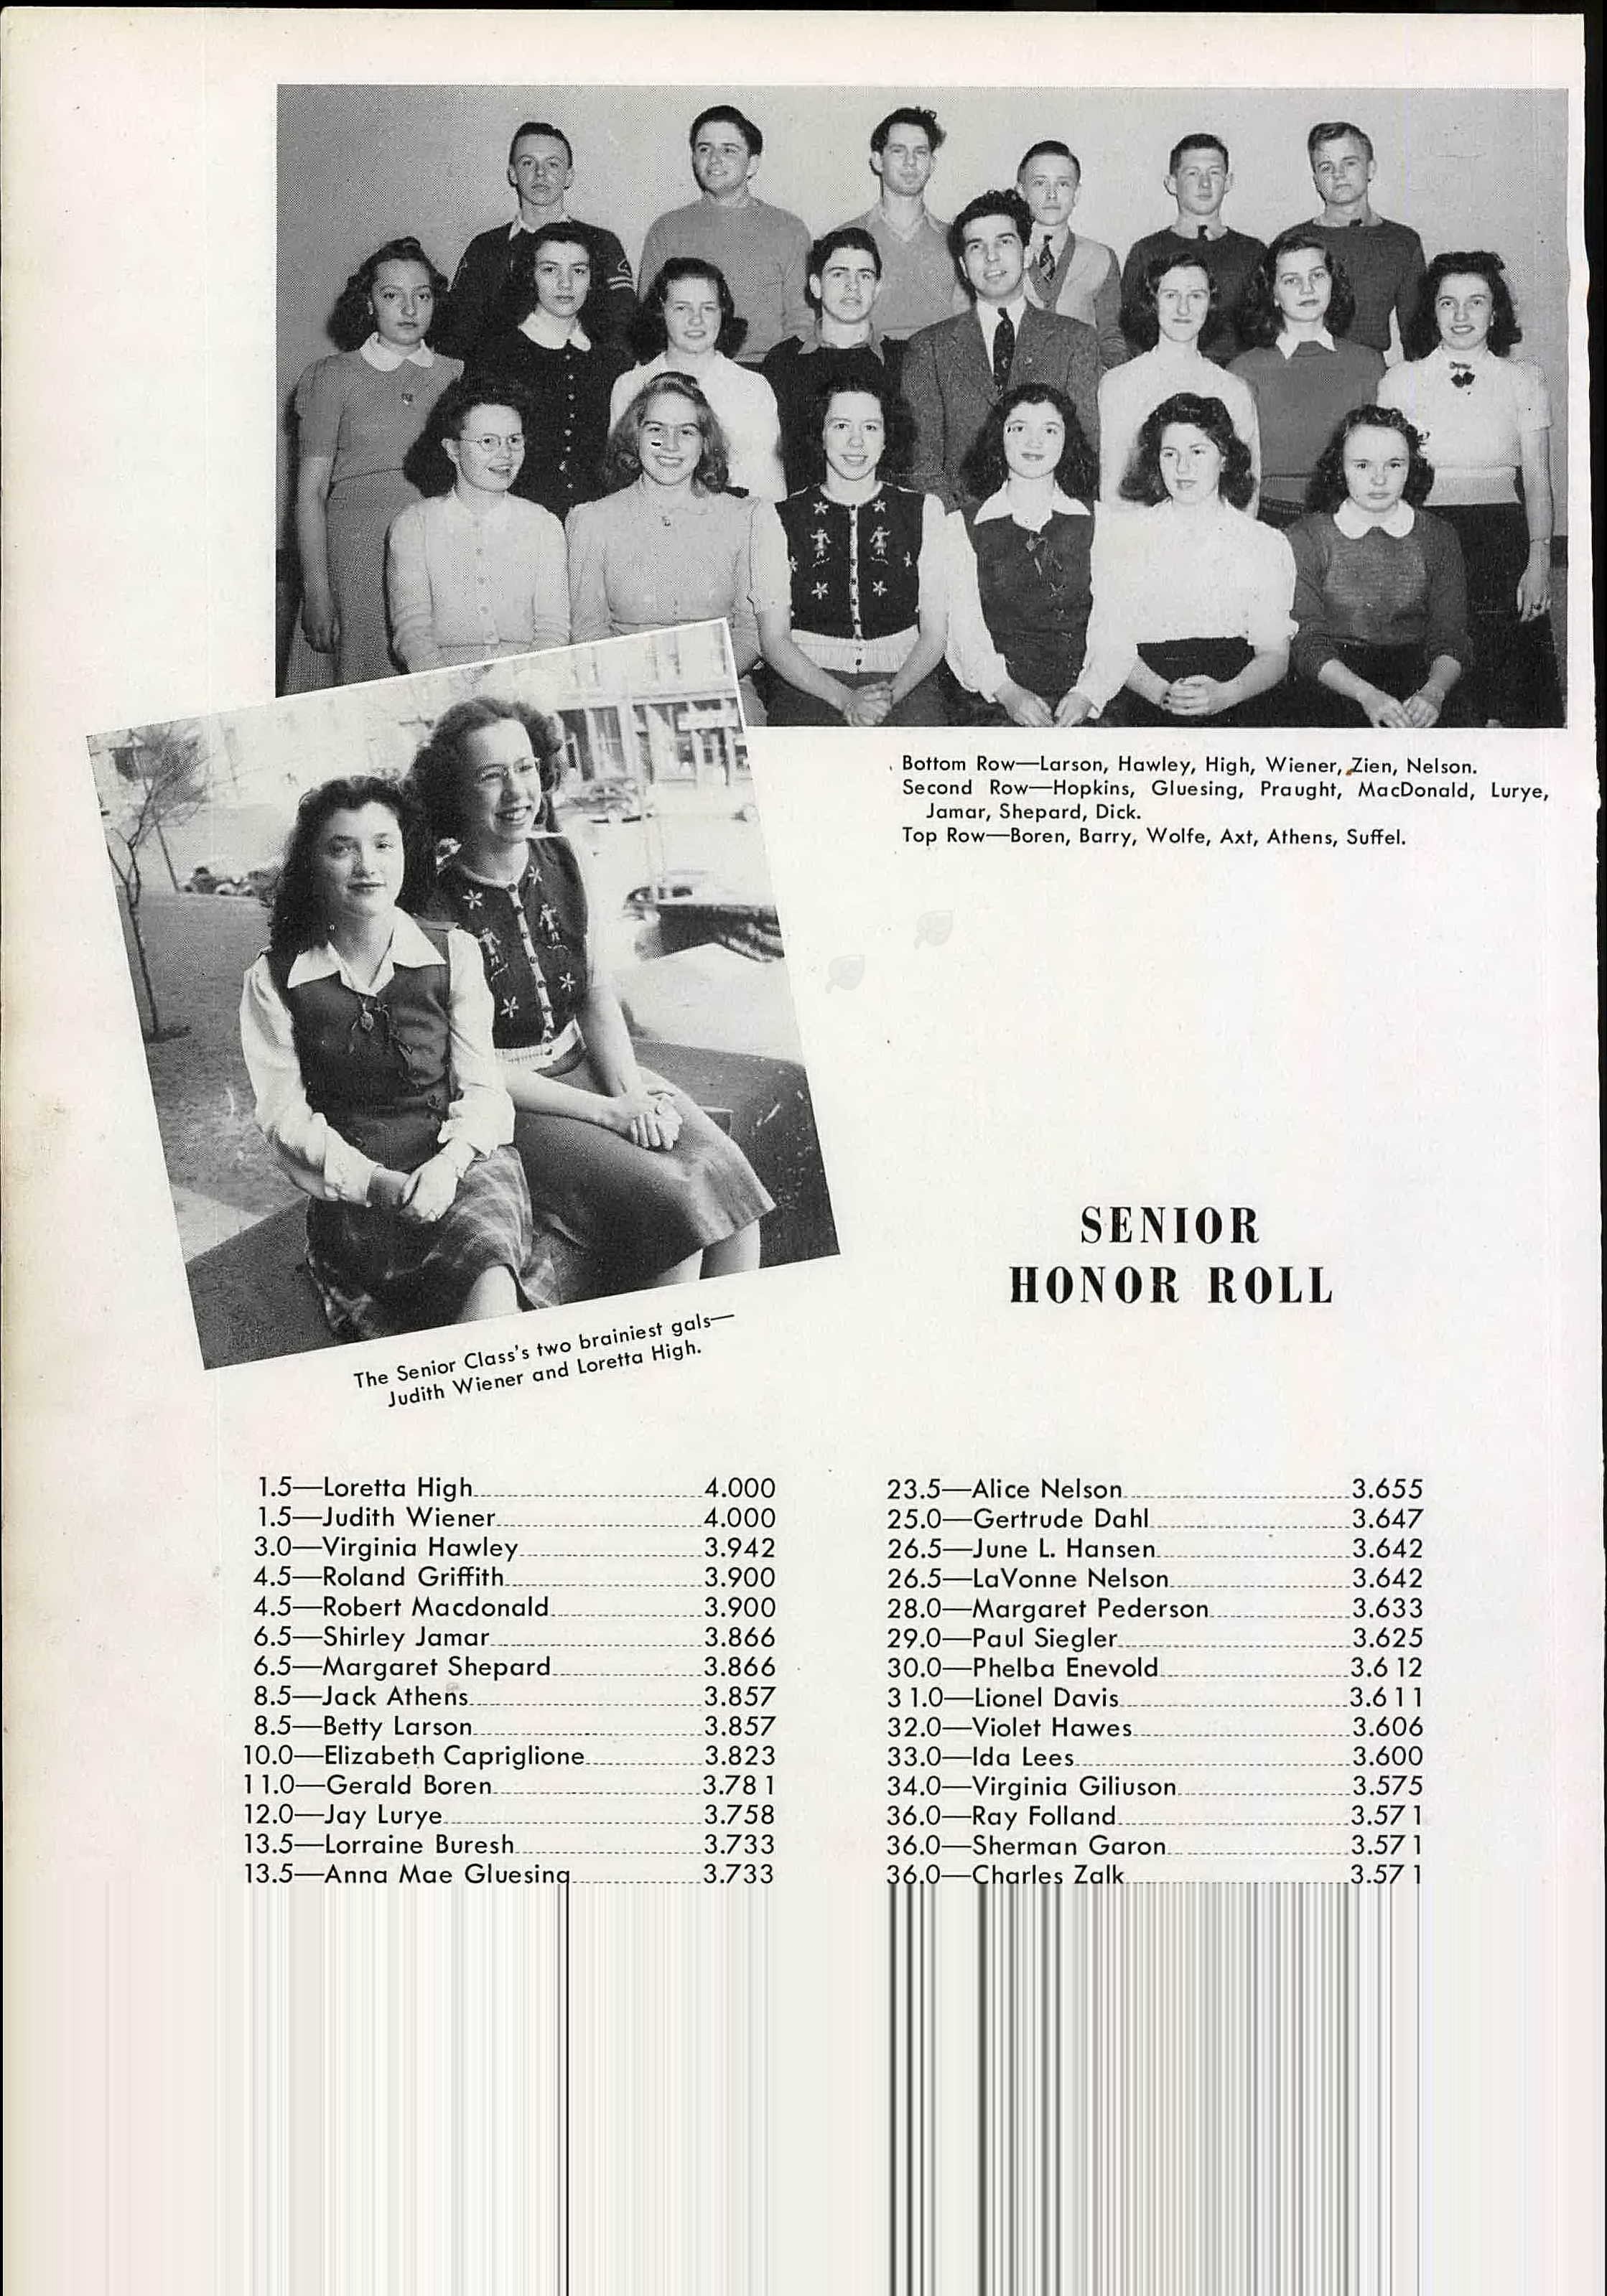 Bottom Row—Larson, Hawley, High, Wiener, Zien, Nelson.
Second Row—Hopkins, Gluesing, Praught, MacDonald, Lurye,
Jamar, Shepard, Dick.
Top Row—Boren, Barry, Wolfe, Axt, Athens, Suffel.
The Senior Class's two brainiest gals—
Judith Wiener and Loretta High.
SENIOR
HONOR ROLL
1.5—Loretta High 4.000
1.5—Judith Wiener 4.000
3.0—Virginia Hawley 3.942
4.5—Roland Griffith 3.900
4.5—Robert Macdonald 3.900
6.5—Shirley Jamar 3.866
6.5—Margaret Shepard 3.866
8.5—Jack Athens 3.857
8.5—Betty Larson 3.857
10.0—Elizabeth Capriglione 3.823
11.0—Gerald Boren 3.781
12.0—Jay Lurye 3.758
13.5—Lorraine Buresh 3.733
13.5—Anna Mae Gluesing 3.733
23.5—Alice Nelson 3.655
25.0—Gertrude Dahl 3.647
26.5—June L. Hansen 3.642
26.5—LaVonne Nelson 3.642
28.0—Margaret Pederson 3.633
29.0—Paul Siegler 3.625
30.0—Phelba Enevold 3.612
31.0—Lionel Davis 3.611
32.0—Violet Hawes 3.606
33.0—Ida Lees 3.600
34.0—Virginia Giliuson 3.575
36.0—Ray Folland 3.571
36.0—Sherman Garon 3.571
36.0—Charles Zalk 3.571